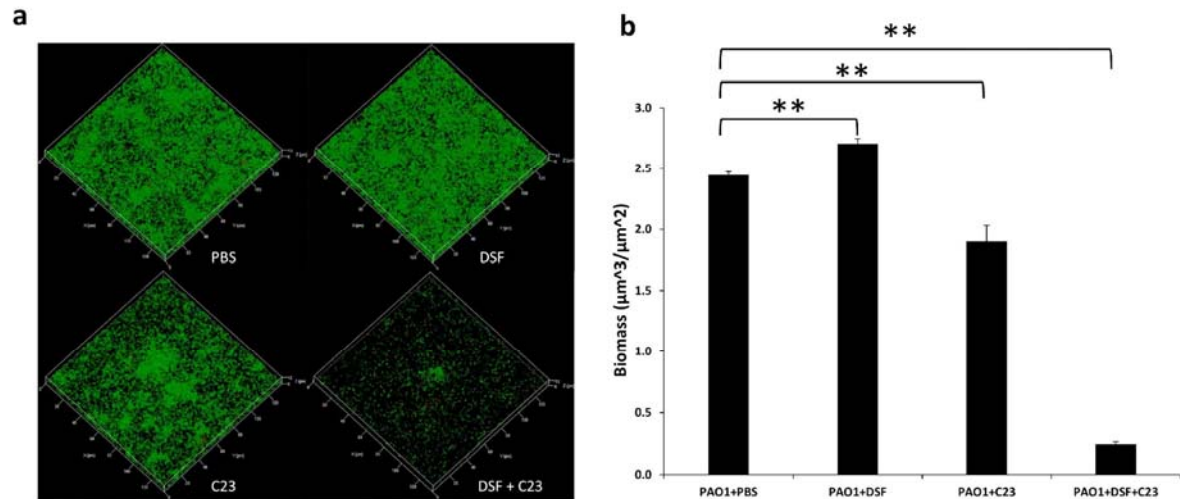 a
PBS
DSF
C23
DSF + C23
b
**
**
**
Biomass (µm^3/µm^2)
3.0
2.5
2.0
1.5
1.0
0.5
0.0
PAO1+PBS
PAO1+DSF
PAO1+C23
PAO1+DSF+C23